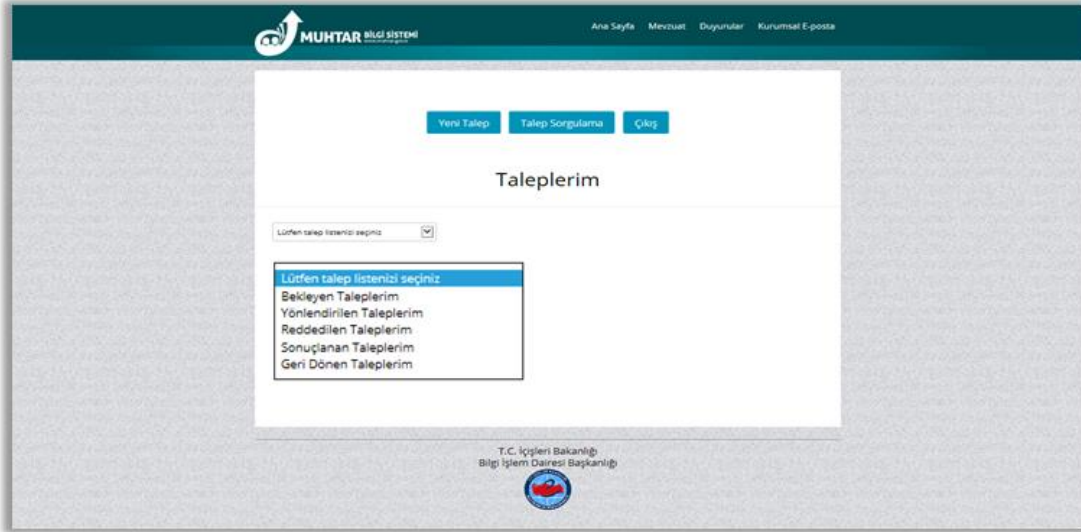 MUHTAR BİLGİ SİSTEMİ
Ana Sayfa Mevzuat Duyurular Kurumsal E-posta
Yeni Talep Talep Sorgulama Çıkış
Taleplerim
Lütfen talep listenizi seçiniz
Lütfen talep listenizi seçiniz
Bekleyen Taleplerim
Yönlendirilen Taleplerim
Reddedilen Taleplerim
Sonuçlanan Taleplerim
Geri Dönen Taleplerim
T.C. İçişleri Bakanlığı
Bilgi İşlem Dairesi Başkanlığı